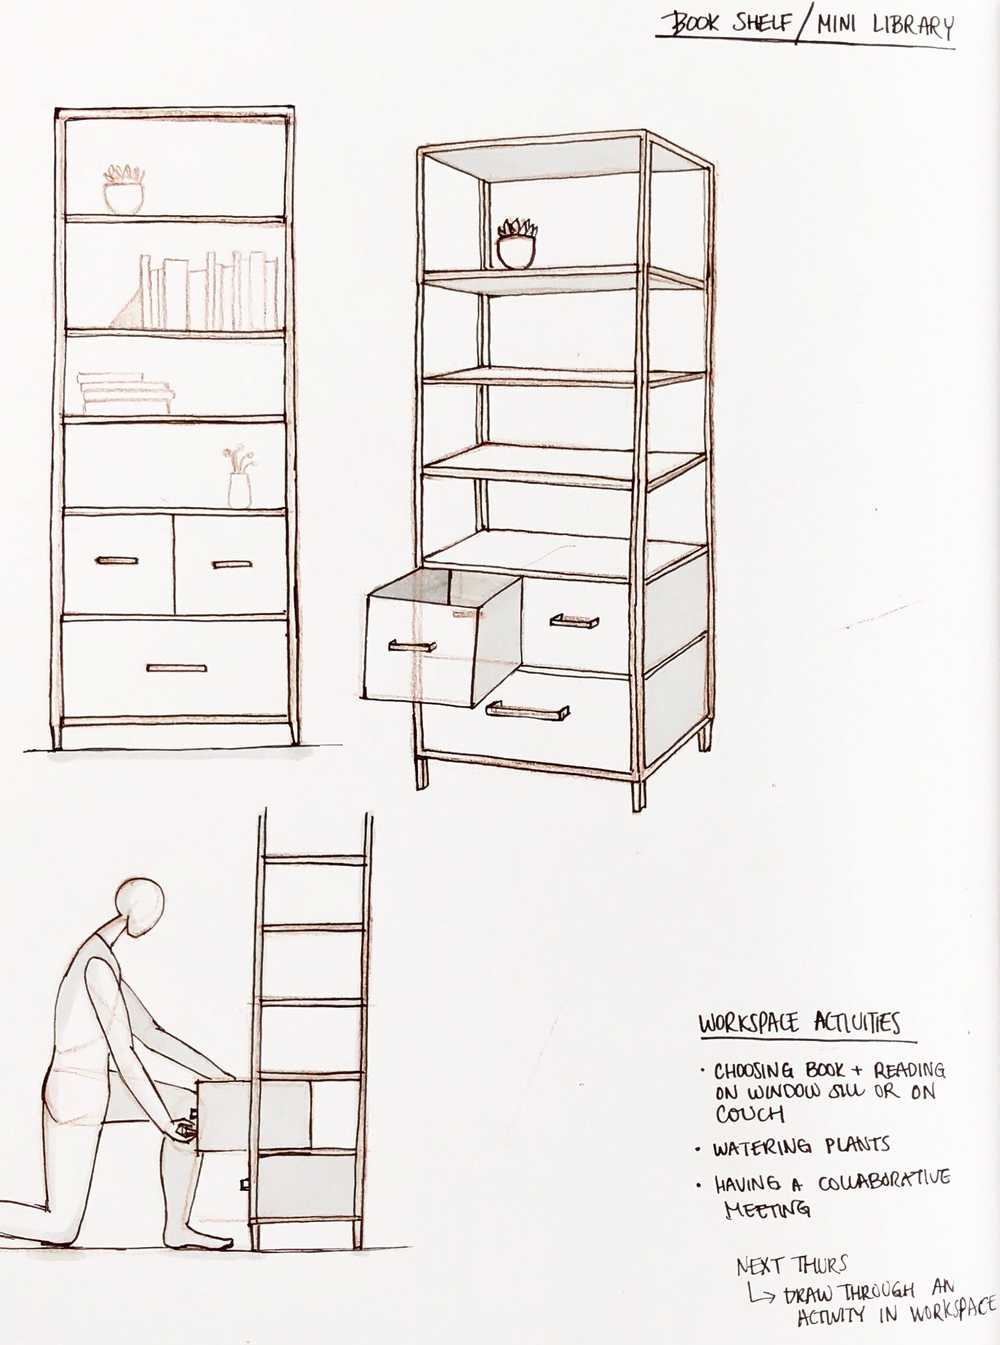 BOOK SHELF/MINI LIBRARY
WORKSPACE ACTIVITIES
· CHOOSING BOOK + READING
ON WINDOW SILL OR ON
COUCH
· WATERING PLANTS
· HAVING A COLLABORATIVE
MEETING
NEXT THURS
↳ DRAW THROUGH AN
ACTIVITY IN WORKSPACE